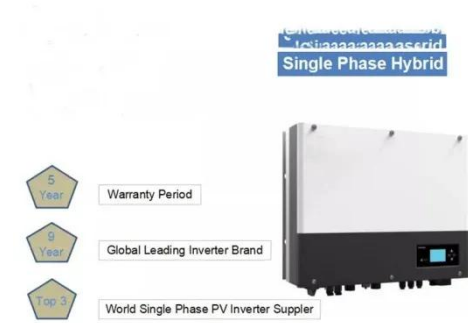 Single Phase Hybrid
5
Year
Warranty Period
9
Year
Global Leading Inverter Brand
Top 3
World Single Phase PV Inverter Suppler